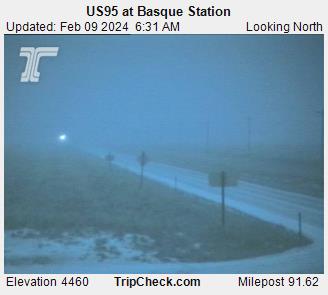 US95 at Basque Station
Updated: Feb 09 2024 6:31 AM Looking North
Elevation 4460 TripCheck.com Milepost 91.62